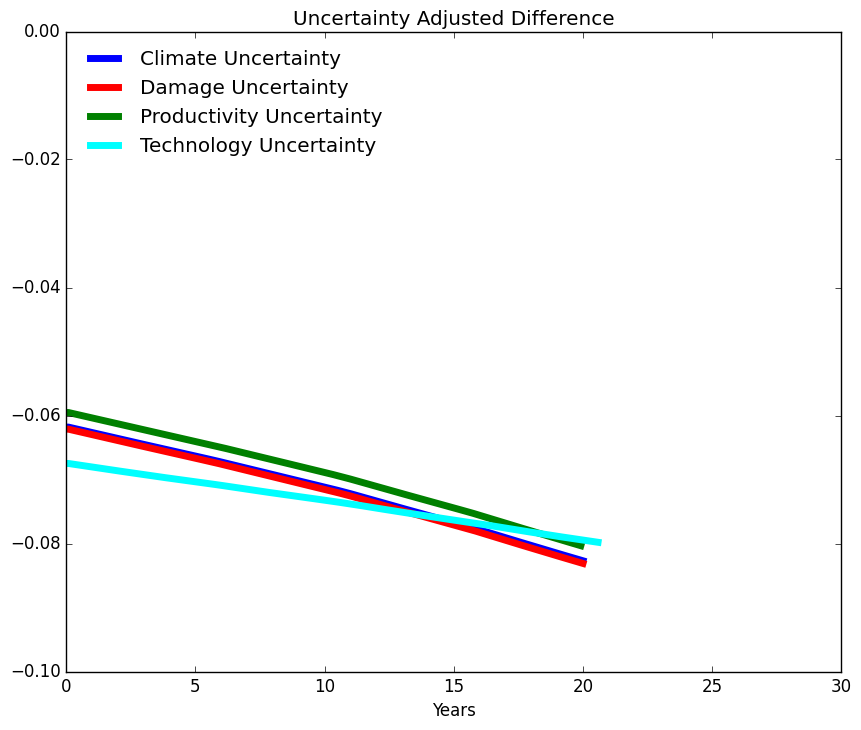 Uncertainty Adjusted Difference
0.00
−0.02
−0.04
−0.06
−0.08
−0.10
Climate Uncertainty
Damage Uncertainty
Productivity Uncertainty
Technology Uncertainty
0 5 10 15 20 25 30
Years